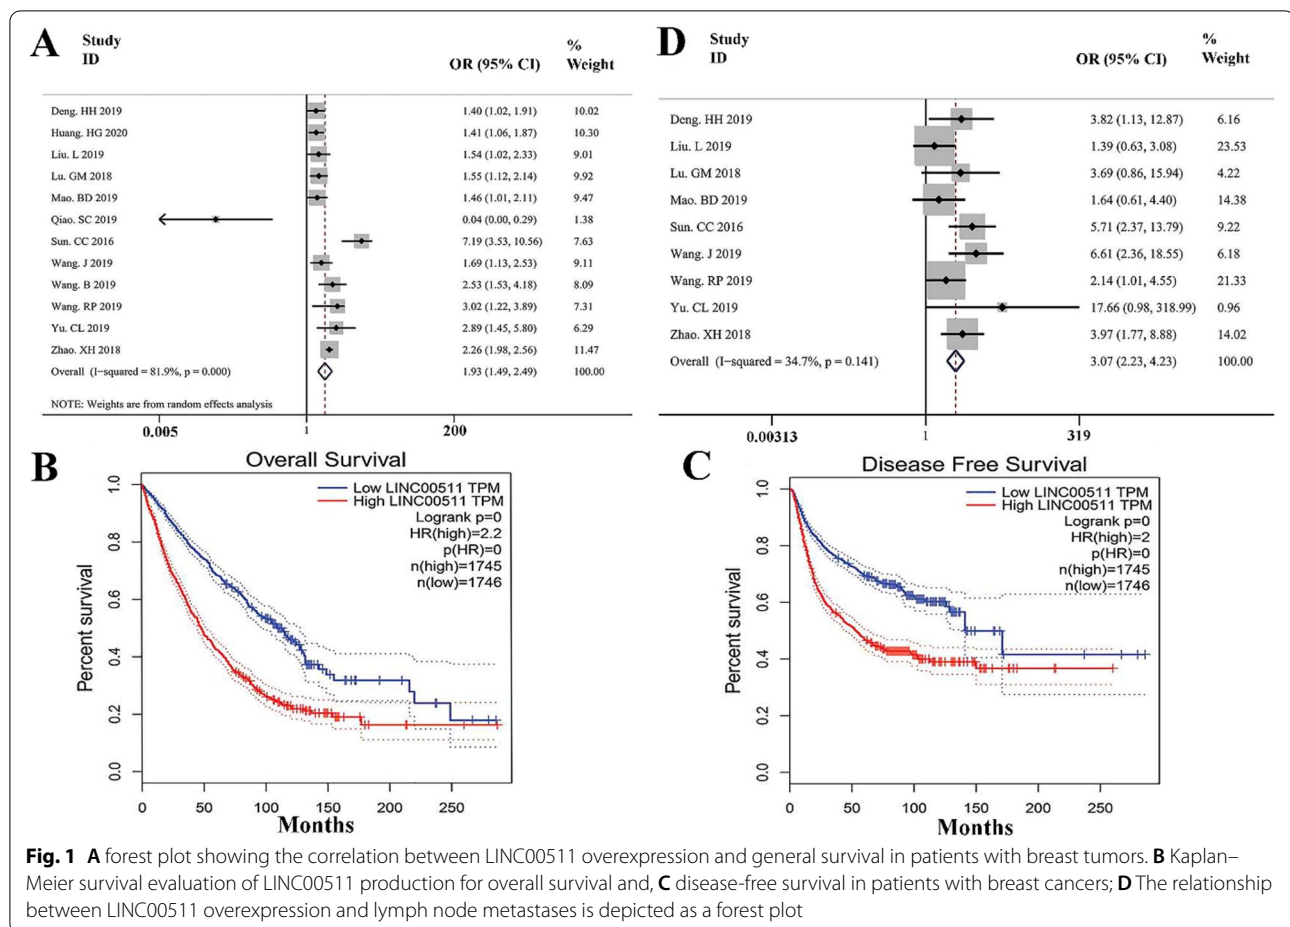 A
Study
ID
OR (95% CI)
%
Weight
Deng. HH 2019 1.40 (1.02, 1.91) 10.02
Huang. HG 2020 1.41 (1.06, 1.87) 10.30
Liu. L 2019 1.54 (1.02, 2.33) 9.01
Lu. GM 2018 1.55 (1.12, 2.14) 9.92
Mao. BD 2019 1.46 (1.01, 2.11) 9.47
Qiao. SC 2019 0.04 (0.00, 0.29) 1.38
Sun. CC 2016 7.19 (3.53, 10.56) 7.63
Wang. J 2019 1.69 (1.13, 2.53) 9.11
Wang. B 2019 2.53 (1.53, 4.18) 8.09
Wang. RP 2019 3.02 (1.22, 3.89) 7.31
Yu. CL 2019 2.89 (1.45, 5.80) 6.29
Zhao. XH 2018 2.26 (1.98, 2.56) 11.47
Overall (I−squared = 81.9%, p = 0.000) 1.93 (1.49, 2.49) 100.00
NOTE: Weights are from random effects analysis
0.005 1 200
D
Study
ID
OR (95% CI)
%
Weight
Deng. HH 2019 3.82 (1.13, 12.87) 6.16
Liu. L 2019 1.39 (0.63, 3.08) 23.53
Lu. GM 2018 3.69 (0.86, 15.94) 4.22
Mao. BD 2019 1.64 (0.61, 4.40) 14.38
Sun. CC 2016 5.71 (2.37, 13.79) 9.22
Wang. J 2019 6.61 (2.36, 18.55) 6.18
Wang. RP 2019 2.14 (1.01, 4.55) 21.33
Yu. CL 2019 17.66 (0.98, 318.99) 0.96
Zhao. XH 2018 3.97 (1.77, 8.88) 14.02
Overall (I−squared = 34.7%, p = 0.141) 3.07 (2.23, 4.23) 100.00
0.00313 1 319
B
Overall Survival
Low LINC00511 TPM
High LINC00511 TPM
Logrank p=0
HR(high)=2.2
p(HR)=0
n(high)=1745
n(low)=1746
Percent survival
1.0
0.8
0.6
0.4
0.2
0.0
0 50 100 150 200 250
Months
C
Disease Free Survival
Low LINC00511 TPM
High LINC00511 TPM
Logrank p=0
HR(high)=2
p(HR)=0
n(high)=1745
n(low)=1746
Percent survival
1.0
0.8
0.6
0.4
0.2
0.0
0 50 100 150 200 250
Months
Fig. 1 A forest plot showing the correlation between LINC00511 overexpression and general survival in patients with breast tumors. B Kaplan–
Meier survival evaluation of LINC00511 production for overall survival and, C disease-free survival in patients with breast cancers; D The relationship
between LINC00511 overexpression and lymph node metastases is depicted as a forest plot